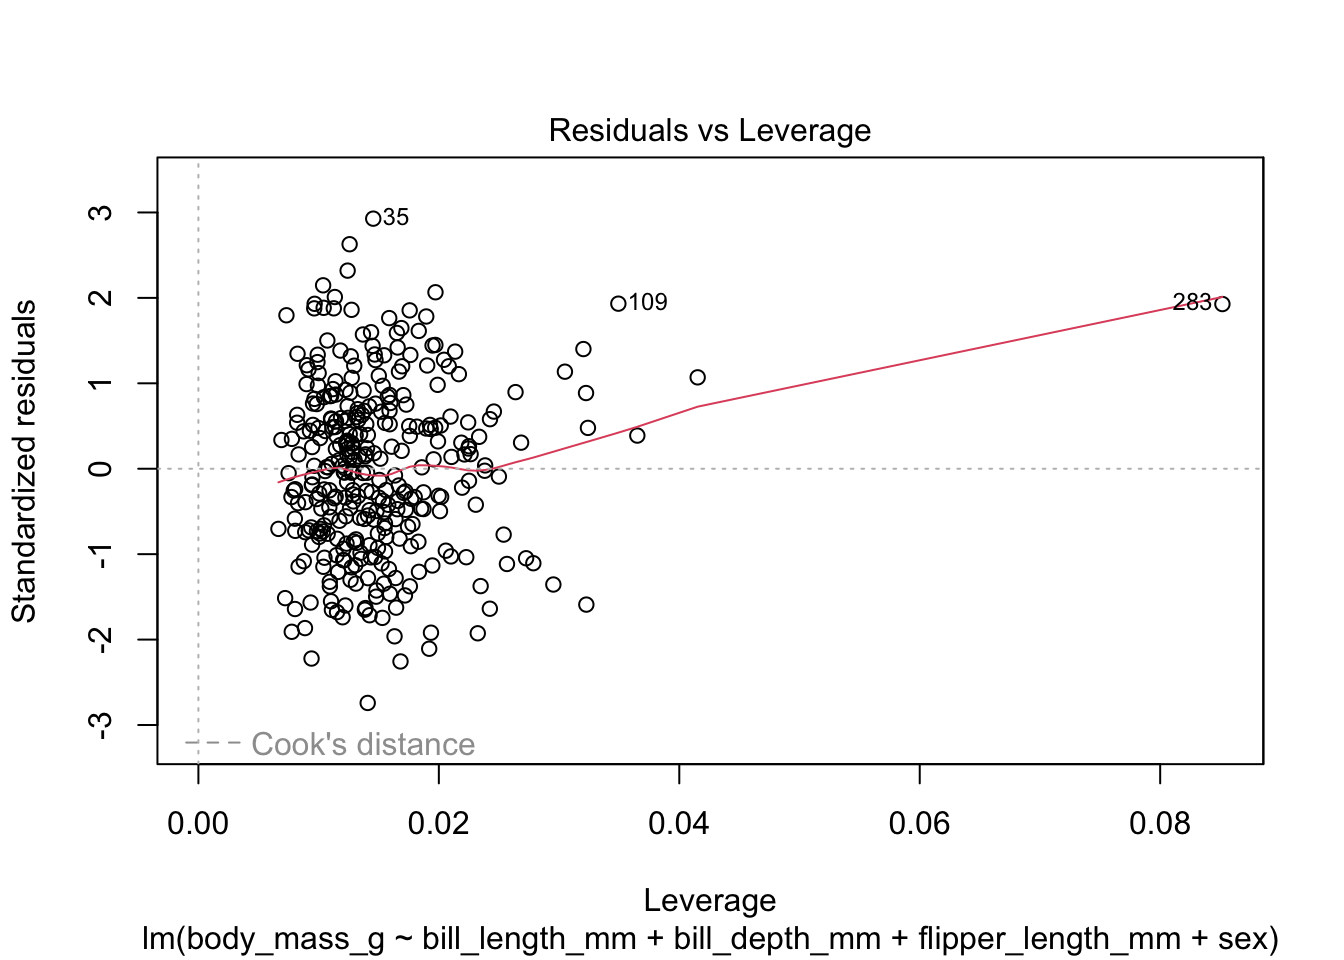 Residuals vs Leverage
Standardized residuals
3
2
1
0
-1
-2
-3
35
109
283
Cook's distance
0.00 0.02 0.04 0.06 0.08
Leverage
lm(body_mass_g ~ bill_length_mm + bill_depth_mm + flipper_length_mm + sex)